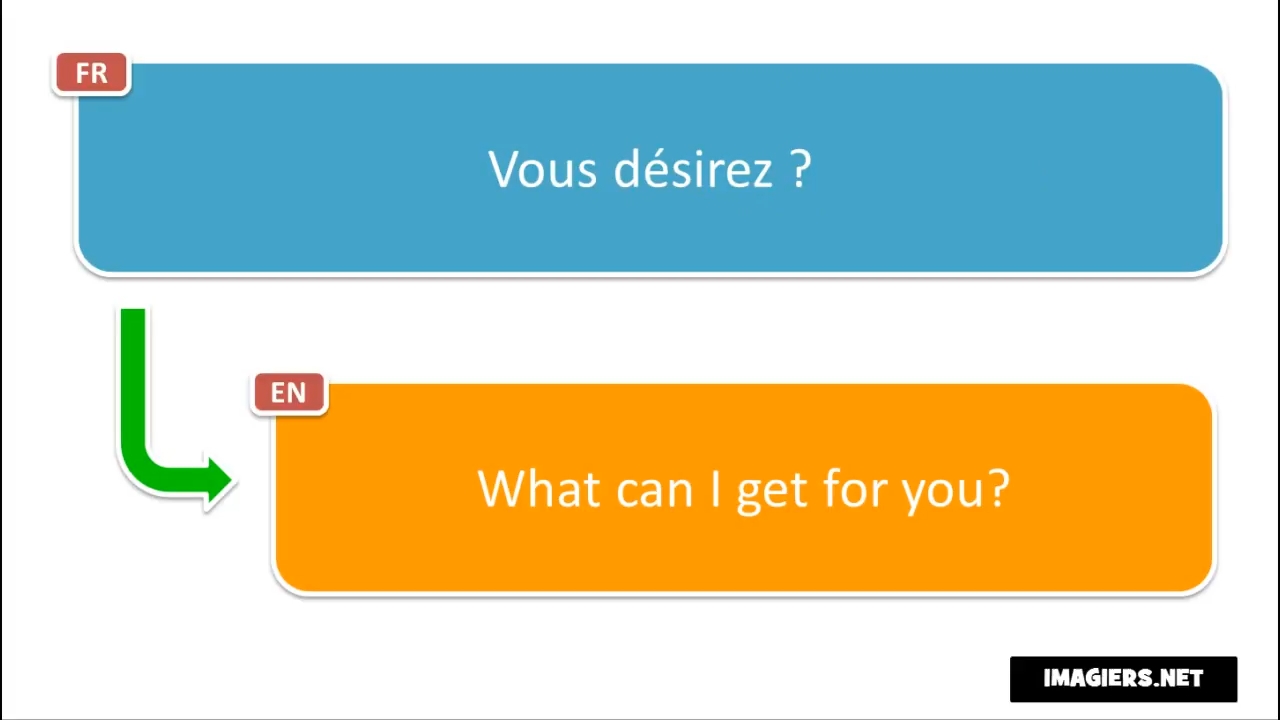 FR
Vous désirez ?
EN
What can I get for you?
IMAGIERS.NET